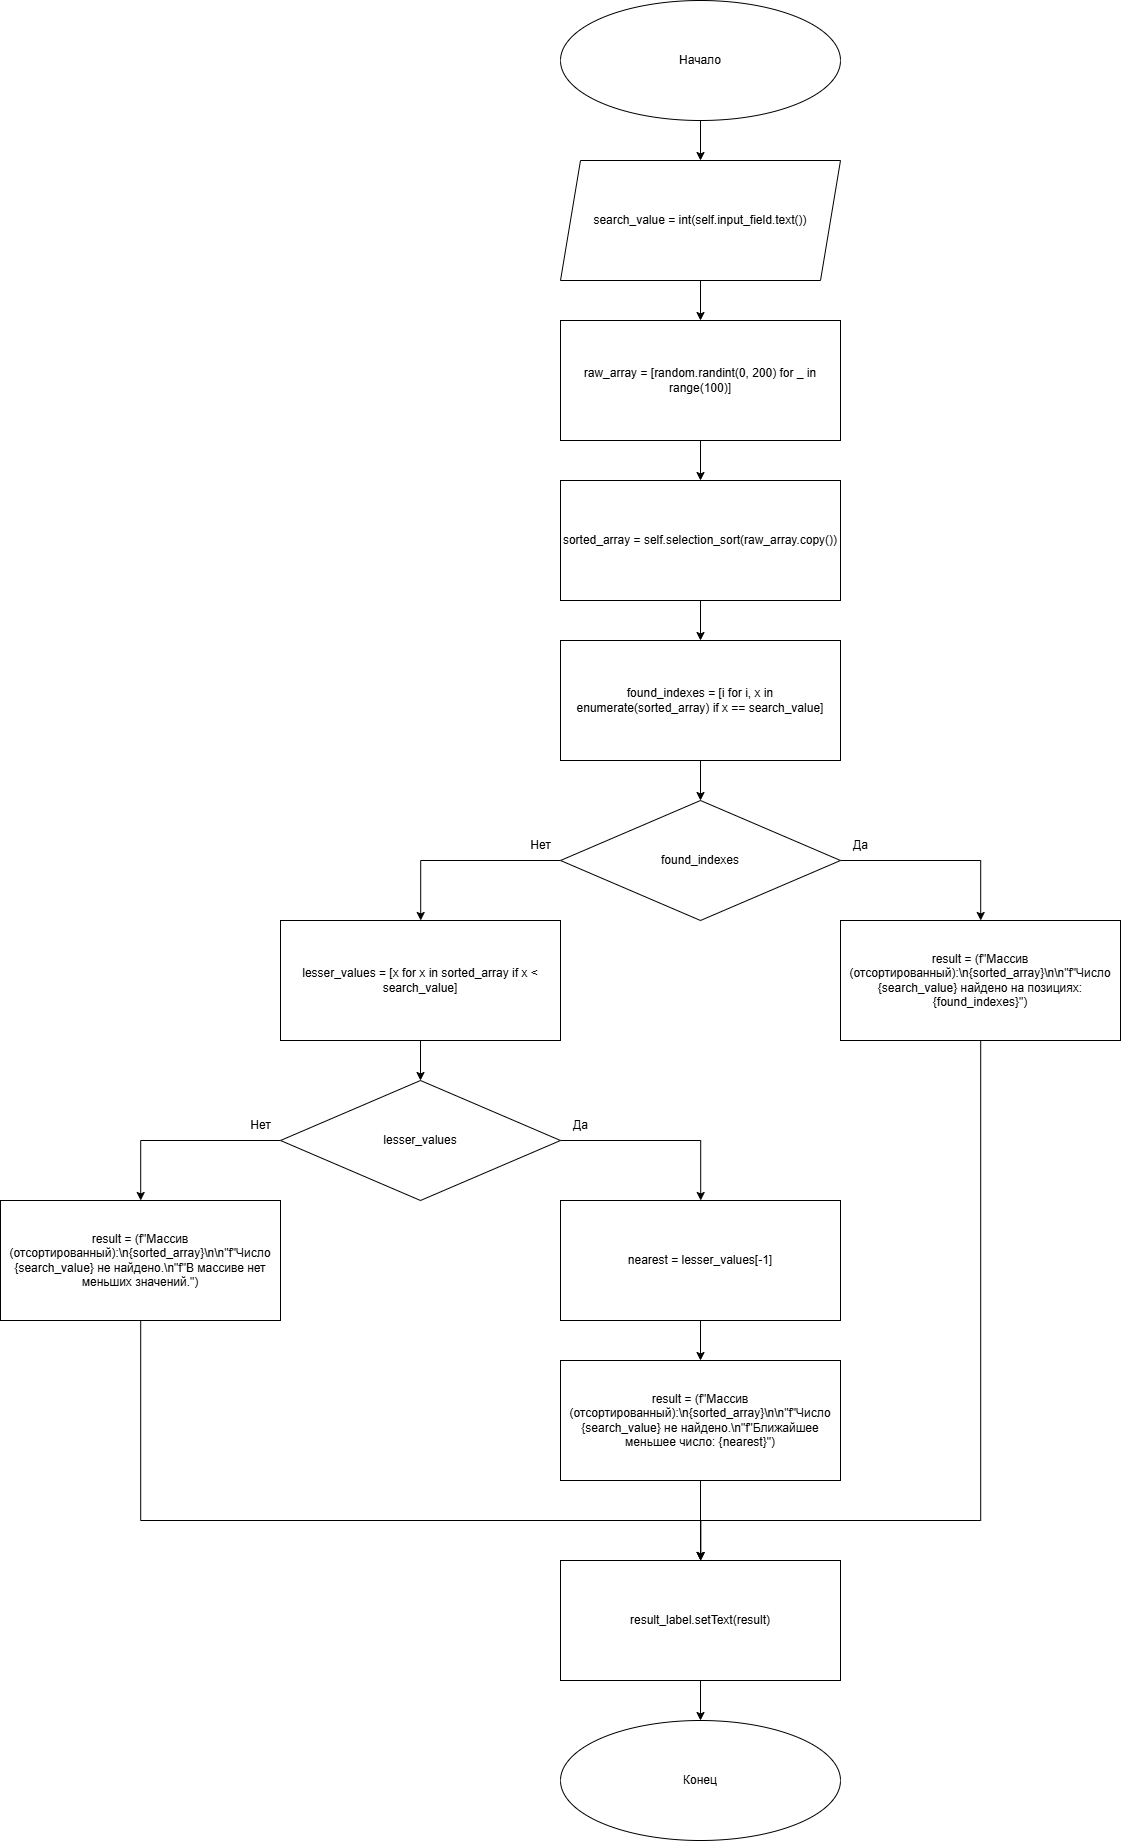 Начало
search_value = int(self.input_field.text())
raw_array = [random.randint(0, 200) for _ in
range(100)]
sorted_array = self.selection_sort(raw_array.copy())
found_indexes = [i for i, x in
enumerate(sorted_array) if x == search_value]
Нет
Да
found_indexes
lesser_values = [x for x in sorted_array if x <
search_value]
result = (f"Массив
(отсортированный):\n{sorted_array}\n\n"f"Число
{search_value} найдено на позициях:
{found_indexes}")
Нет
Да
lesser_values
result = (f"Массив
(отсортированный):\n{sorted_array}\n\n"f"Число
{search_value} не найдено.\n"f"В массиве нет
меньших значений.")
nearest = lesser_values[-1]
result = (f"Массив
(отсортированный):\n{sorted_array}\n\n"f"Число
{search_value} не найдено.\n"f"Ближайшее
меньшее число: {nearest}")
result_label.setText(result)
Конец